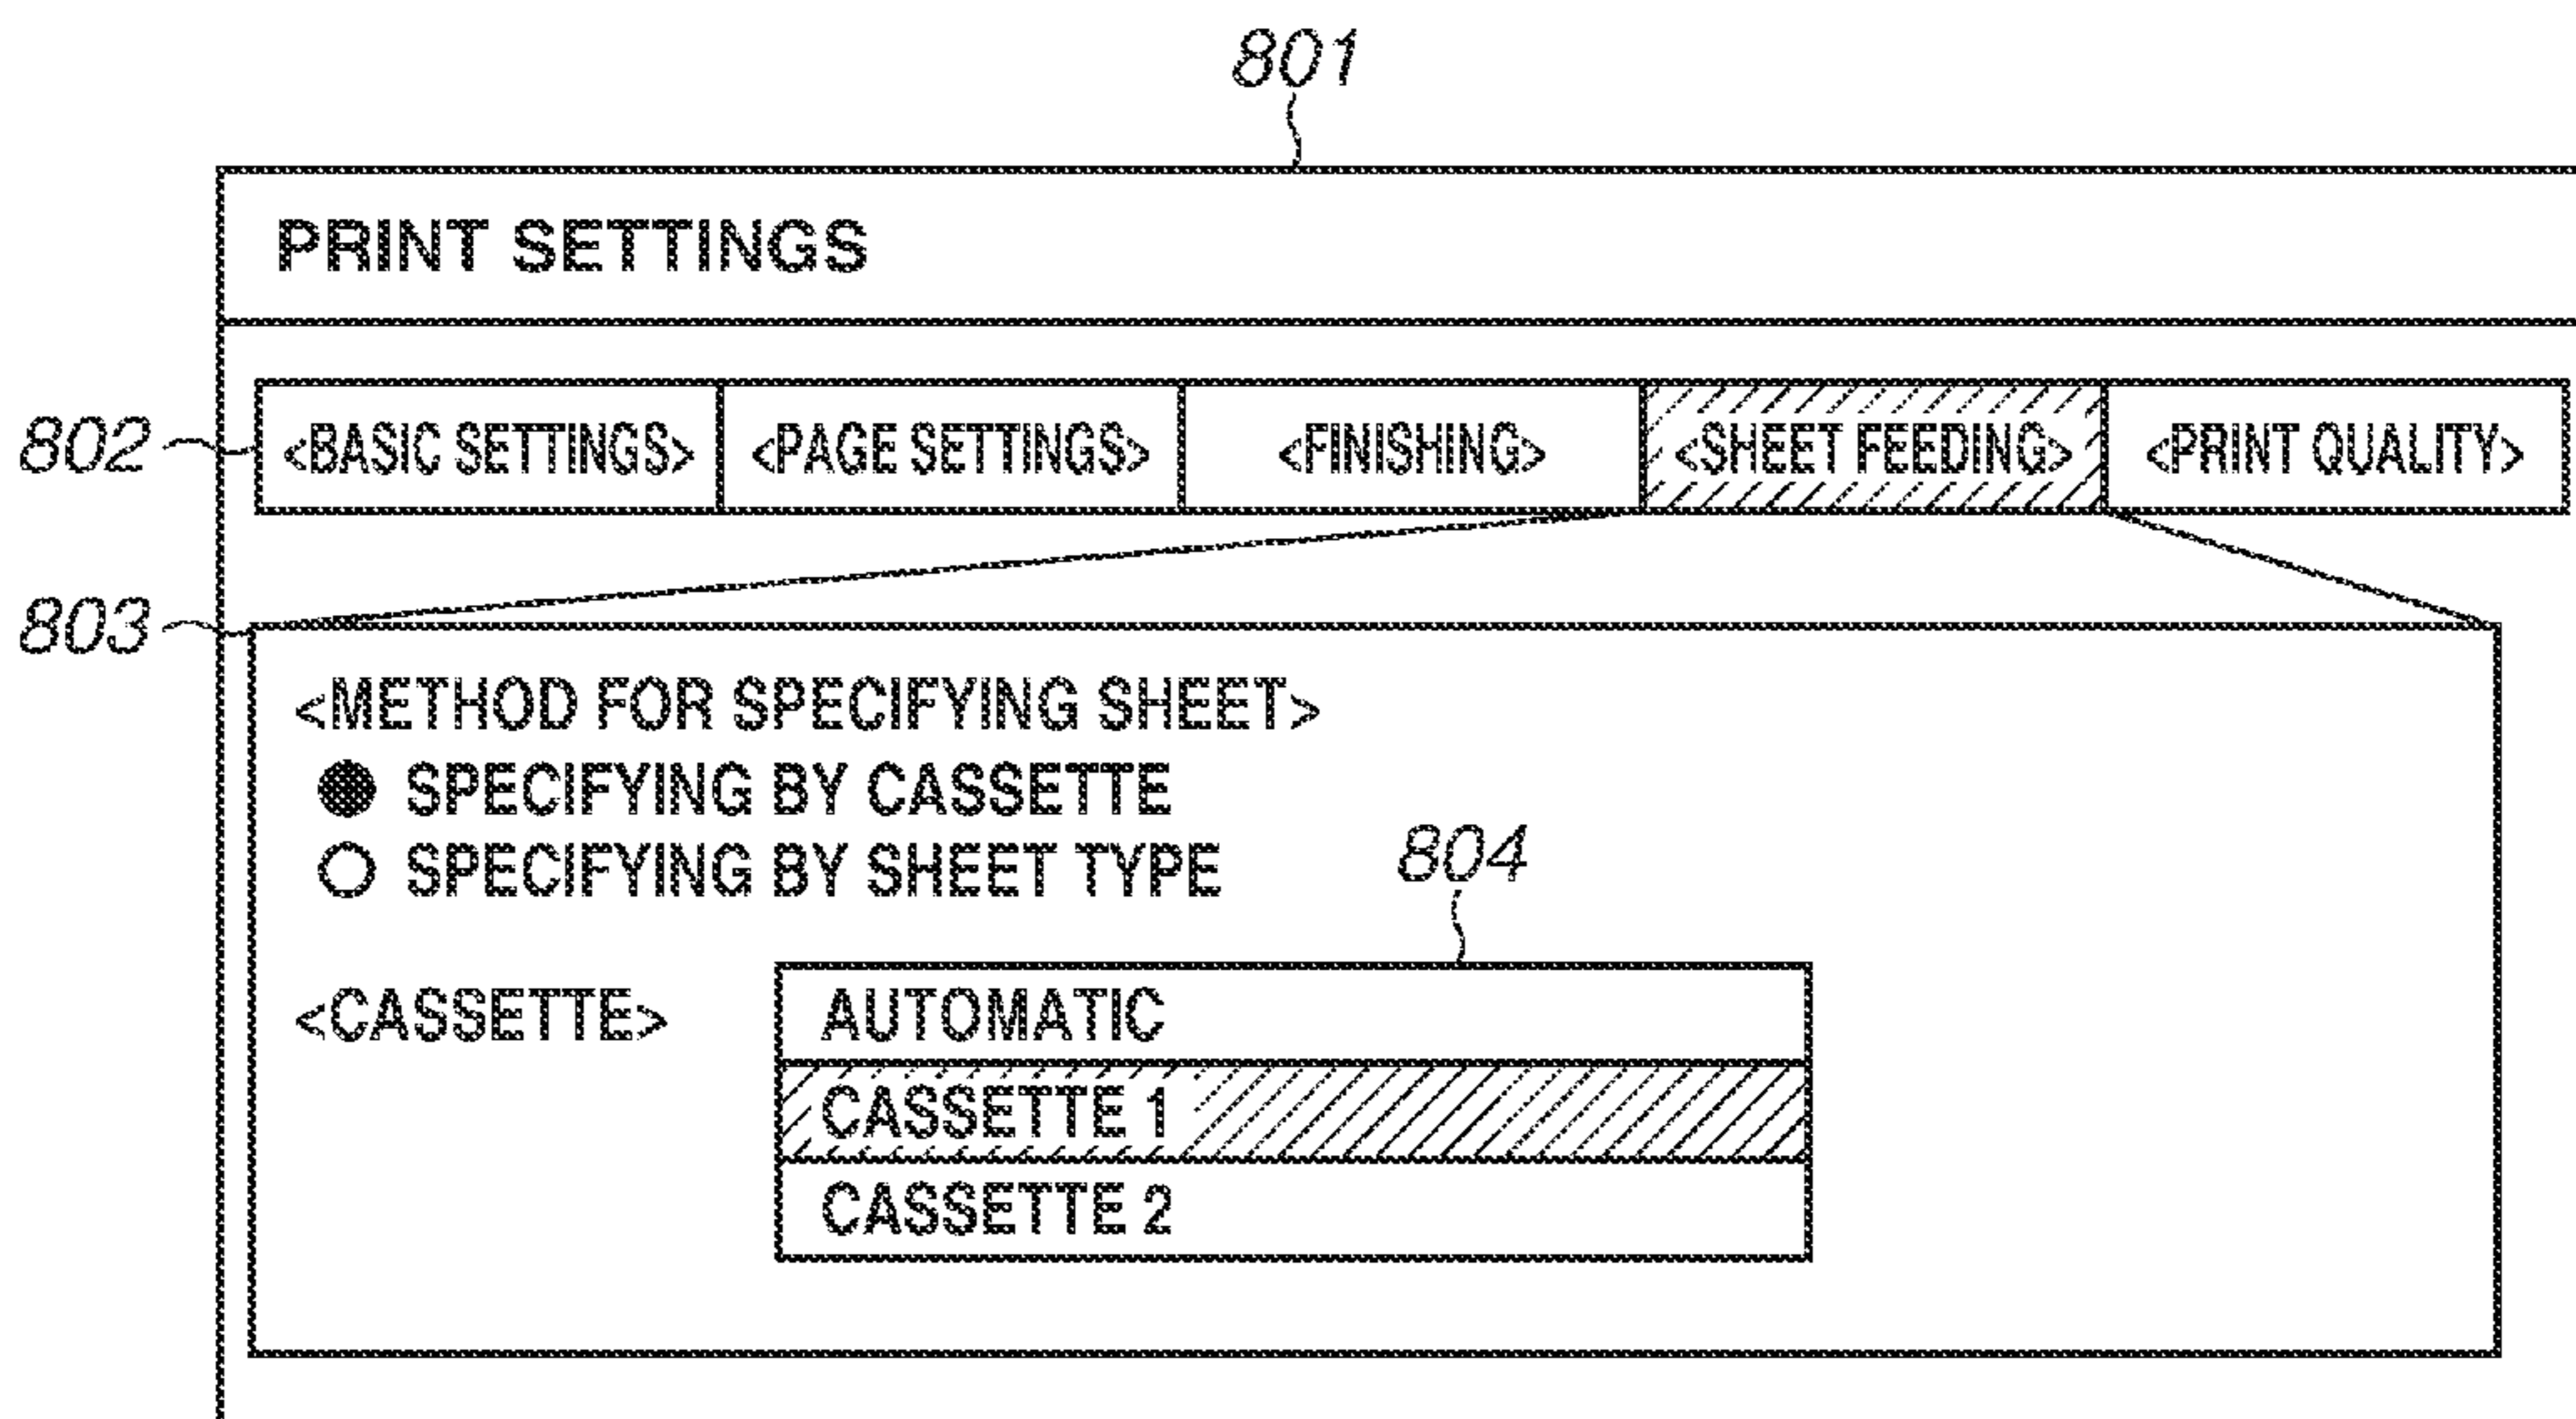 801
PRINT SETTINGS
802 <BASIC SETTINGS> <PAGE SETTINGS> <FINISHING> <SHEET FEEDING> <PRINT QUALITY>
803
<METHOD FOR SPECIFYING SHEET>
SPECIFYING BY CASSETTE
SPECIFYING BY SHEET TYPE
804
<CASSETTE> AUTOMATIC
CASSETTE 1
CASSETTE 2